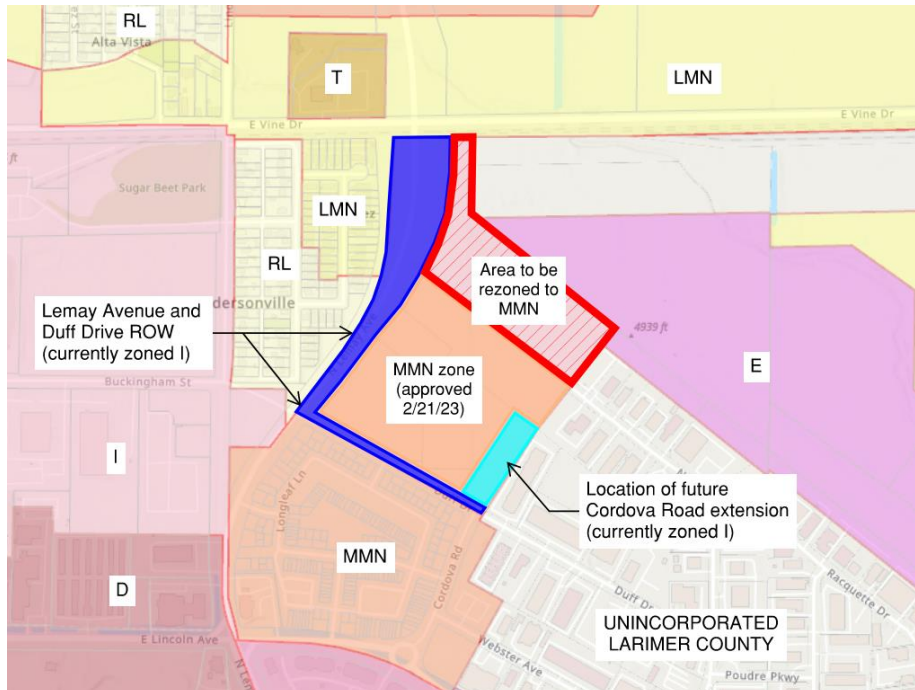 RL
Alta Vista
T
LMN
E Vine Dr
E Vine Dr
ft
Sugar Beet Park
LMN
RL
Area to be
rezoned to
MMN
dersonville
Lemay Avenue and
Duff Drive ROW
(currently zoned I)
4939 ft
MMN zone
(approved
2/21/23)
E
Buckingham St
I
Location of future
Cordova Road extension
(currently zoned I)
Longleaf Ln
MMN
Cordova Rd
D
Duff Dr
Racquette Dr
E Lincoln Ave
UNINCORPORATED
LARIMER COUNTY
Webster Ave
Poudre Pkwy
N Le